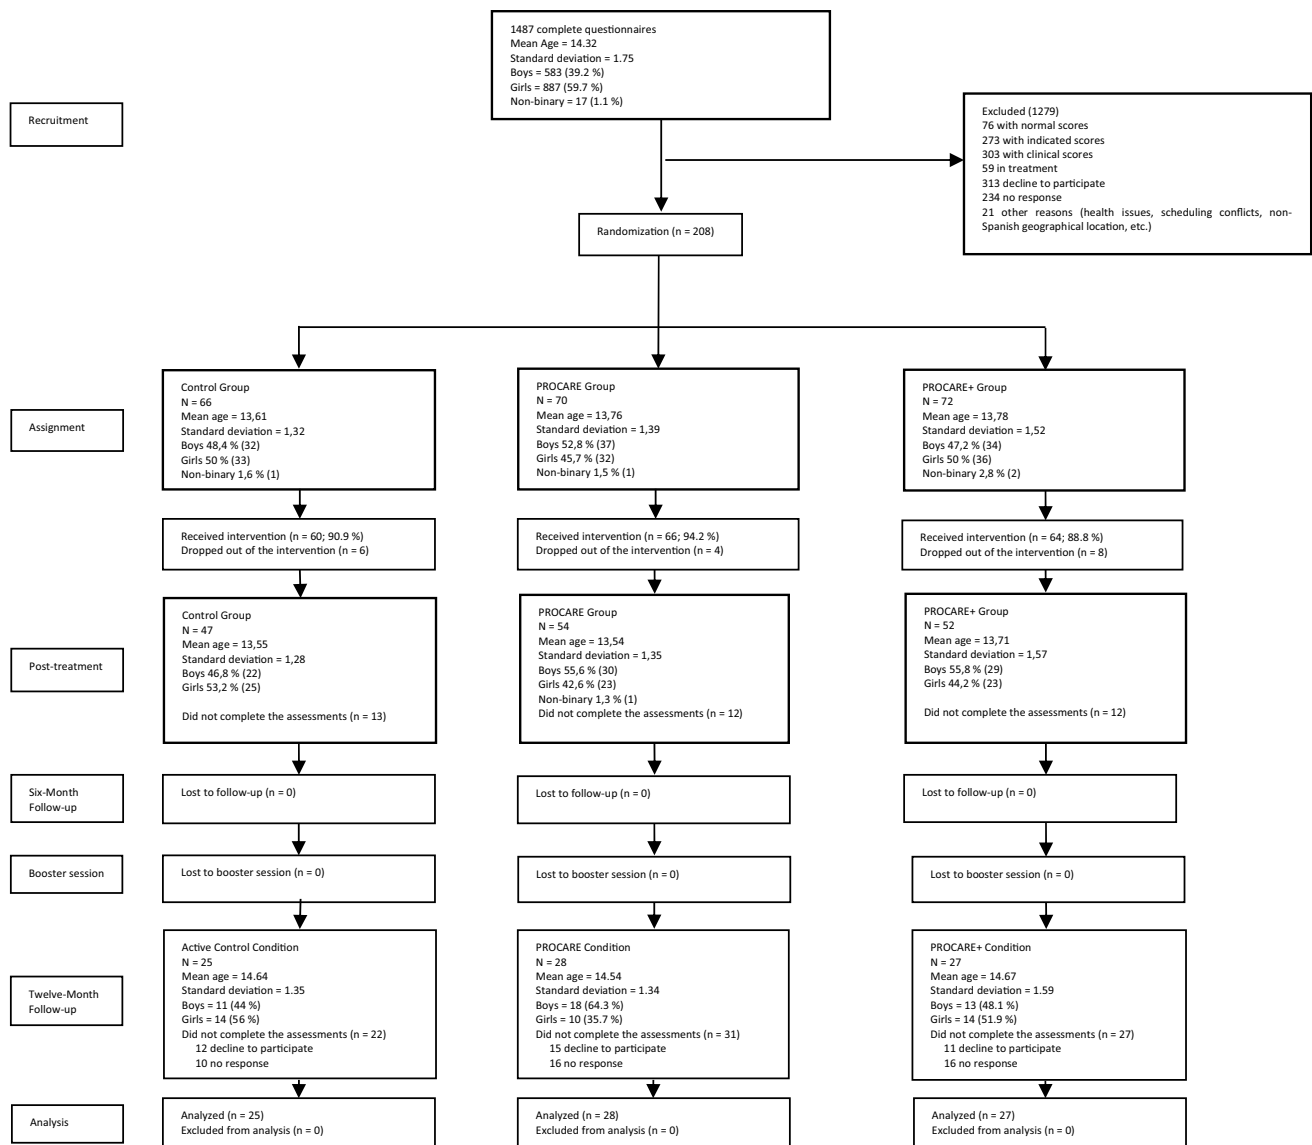 1487 complete questionnaires
Mean Age = 14.32
Standard deviation = 1.75
Boys = 583 (39.2 %)
Girls = 887 (59.7 %)
Non-binary = 17 (1.1 %)
Recruitment
Excluded (1279)
76 with normal scores
273 with indicated scores
303 with clinical scores
59 in treatment
313 decline to participate
234 no response
21 other reasons (health issues, scheduling conflicts, non-
Spanish geographical location, etc.)
Randomization (n = 208)
Assignment
Control Group
N = 66
Mean age = 13,61
Standard deviation = 1,32
Boys 48,4 % (32)
Girls 50 % (33)
Non-binary 1,6 % (1)
PROCARE Group
N = 70
Mean age = 13,76
Standard deviation = 1,39
Boys 52,8 % (37)
Girls 45,7 % (32)
Non-binary 1,5 % (1)
PROCARE+ Group
N = 72
Mean age = 13,78
Standard deviation = 1,52
Boys 47,2 % (34)
Girls 50 % (36)
Non-binary 2,8 % (2)
Received intervention (n = 60; 90.9 %)
Dropped out of the intervention (n = 6)
Received intervention (n = 66; 94.2 %)
Dropped out of the intervention (n = 4)
Received intervention (n = 64; 88.8 %)
Dropped out of the intervention (n = 8)
Post-treatment
Control Group
N = 47
Mean age = 13,55
Standard deviation = 1,28
Boys 46,8 % (22)
Girls 53,2 % (25)
Did not complete the assessments (n = 13)
PROCARE Group
N = 54
Mean age = 13,54
Standard deviation = 1,35
Boys 55,6 % (30)
Girls 42,6 % (23)
Non-binary 1,3 % (1)
Did not complete the assessments (n = 12)
PROCARE+ Group
N = 52
Mean age = 13,71
Standard deviation = 1,57
Boys 55,8 % (29)
Girls 44,2 % (23)
Did not complete the assessments (n = 12)
Six-Month
Follow-up
Lost to follow-up (n = 0)
Lost to follow-up (n = 0)
Lost to follow-up (n = 0)
Booster session
Lost to booster session (n = 0)
Lost to booster session (n = 0)
Lost to booster session (n = 0)
Twelve-Month
Follow-up
Active Control Condition
N = 25
Mean age = 14.64
Standard deviation = 1.35
Boys = 11 (44 %)
Girls = 14 (56 %)
Did not complete the assessments (n = 22)
12 decline to participate
10 no response
PROCARE Condition
N = 28
Mean age = 14.54
Standard deviation = 1.34
Boys = 18 (64.3 %)
Girls = 10 (35.7 %)
Did not complete the assessments (n = 31)
15 decline to participate
16 no response
PROCARE+ Condition
N = 27
Mean age = 14.67
Standard deviation = 1.59
Boys = 13 (48.1 %)
Girls = 14 (51.9 %)
Did not complete the assessments (n = 27)
11 decline to participate
16 no response
Analysis
Analyzed (n = 25)
Excluded from analysis (n = 0)
Analyzed (n = 28)
Excluded from analysis (n = 0)
Analyzed (n = 27)
Excluded from analysis (n = 0)